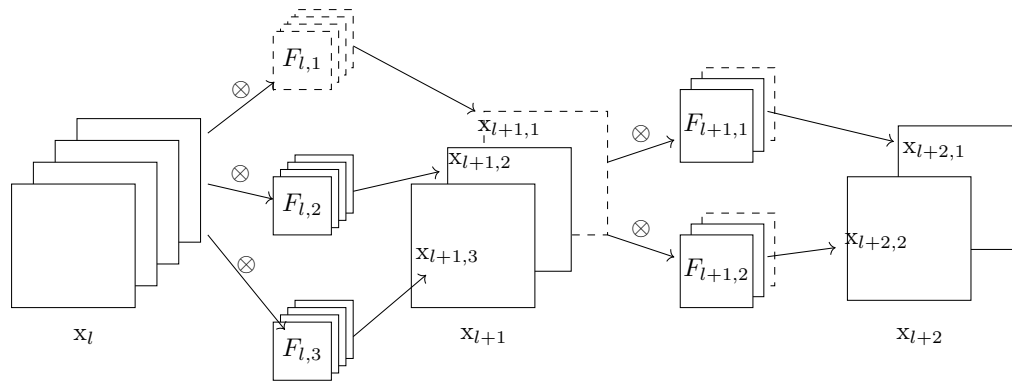 F_{l,1}
⊗
x_{l+1,1}
⊗
F_{l+1,1}
x_{l+2,1}
x_{l+1,2}
⊗
F_{l,2}
⊗
F_{l+1,2}
x_{l+2,2}
x_{l+1,3}
⊗
F_{l,3}
x_l
x_{l+1}
x_{l+2}